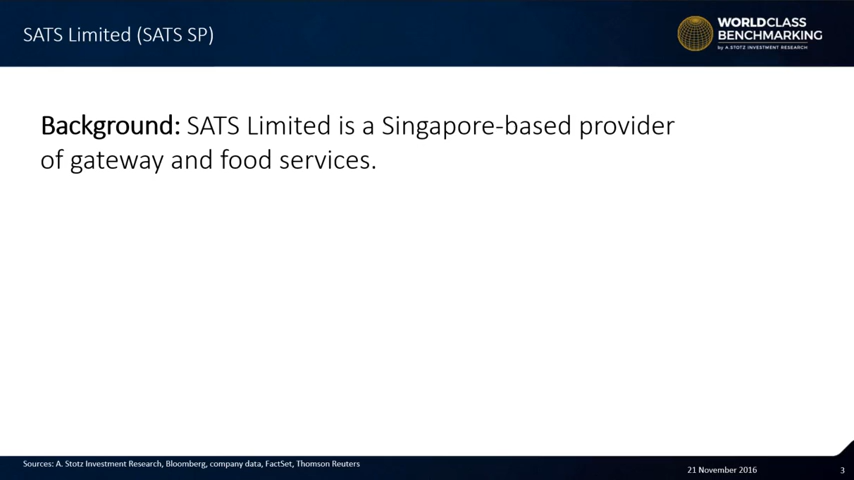 SATS Limited (SATS SP)
WORLDCLASS
BENCHMARKING
by A.STOTZ INVESTMENT RESEARCH
Background: SATS Limited is a Singapore-based provider
of gateway and food services.
Sources: A. Stotz Investment Research, Bloomberg, company data, FactSet, Thomson Reuters
21 November 2016
3